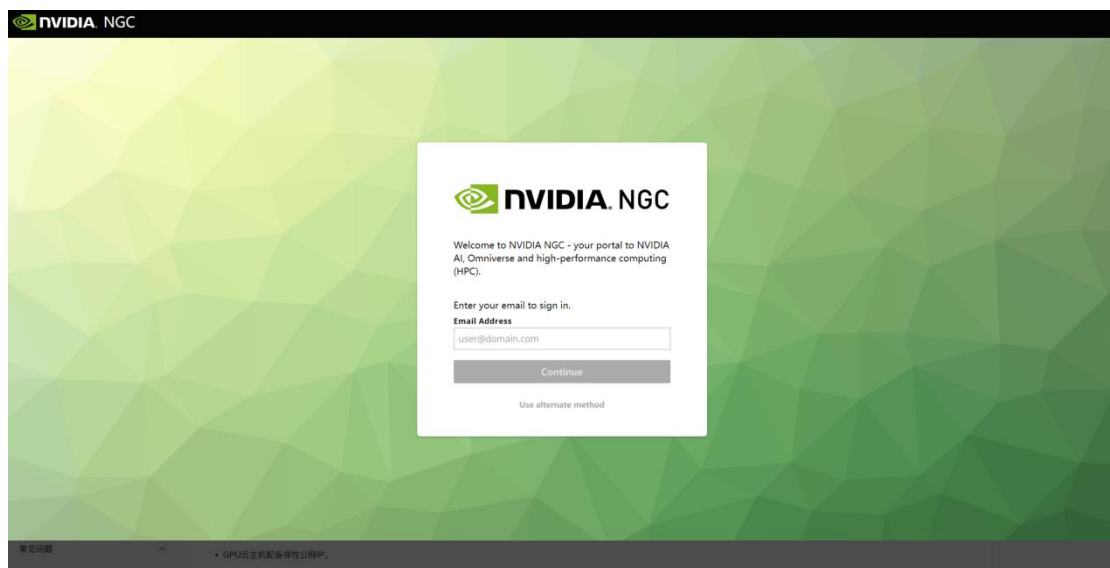 NVIDIA. NGC
NVIDIA. NGC
Welcome to NVIDIA NGC - your portal to NVIDIA
AI, Omniverse and high-performance computing
(HPC).
Enter your email to sign in.
Email Address
user@domain.com
Continue
Use alternate method
常见问题
• GPU云主机配备弹性公网IP。